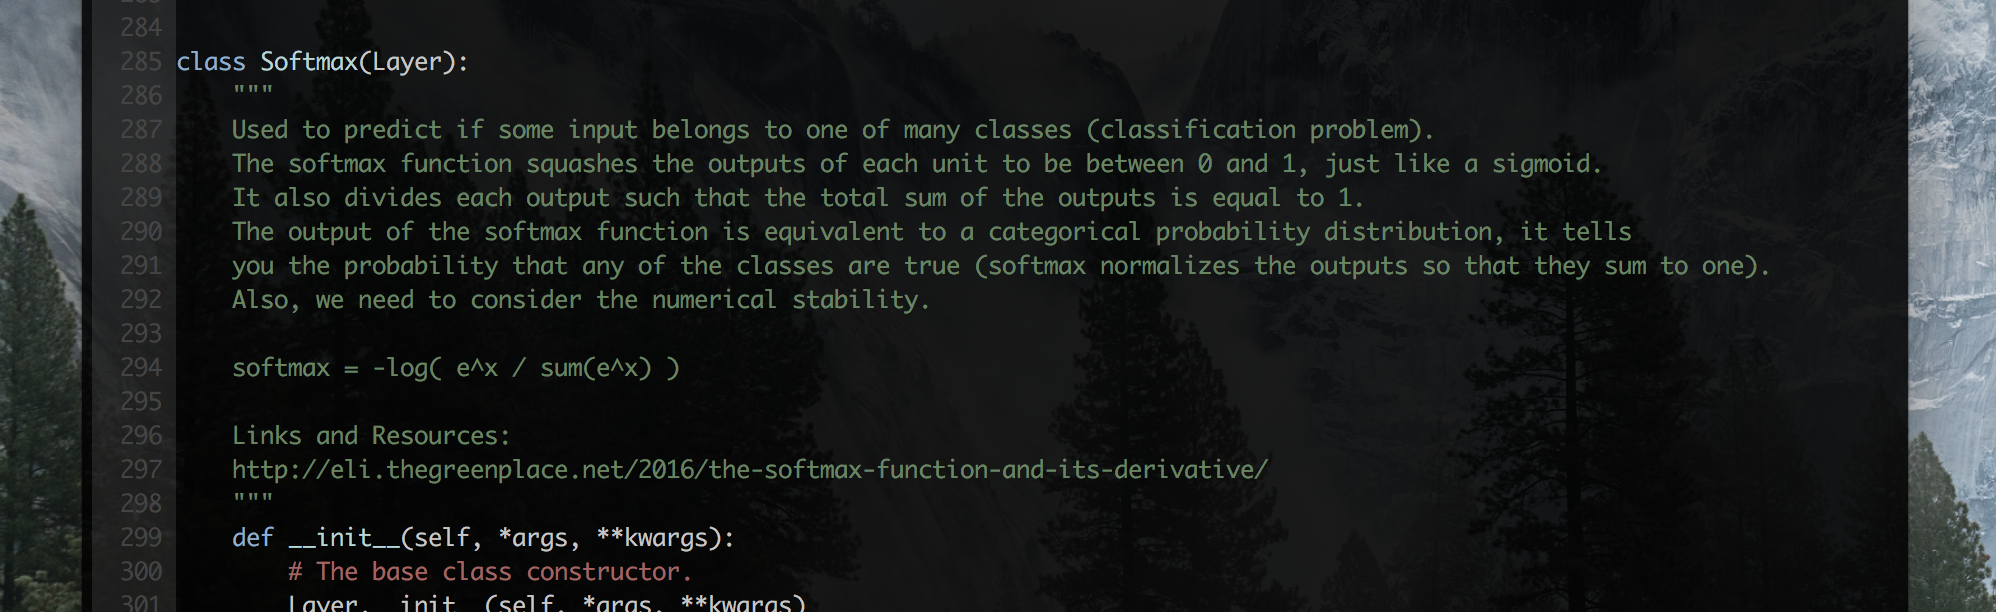 284
285 class Softmax(Layer):
286 """
287 Used to predict if some input belongs to one of many classes (classification problem).
288 The softmax function squashes the outputs of each unit to be between 0 and 1, just like a sigmoid.
289 It also divides each output such that the total sum of the outputs is equal to 1.
290 The output of the softmax function is equivalent to a categorical probability distribution, it tells
291 you the probability that any of the classes are true (softmax normalizes the outputs so that they sum to one).
292 Also, we need to consider the numerical stability.
293
294 softmax = -log( e^x / sum(e^x) )
295
296 Links and Resources:
297 http://eli.thegreenplace.net/2016/the-softmax-function-and-its-derivative/
298 """
299 def __init__(self, *args, **kwargs):
300 # The base class constructor.
301 Layer.__init__(self, *args, **kwargs)